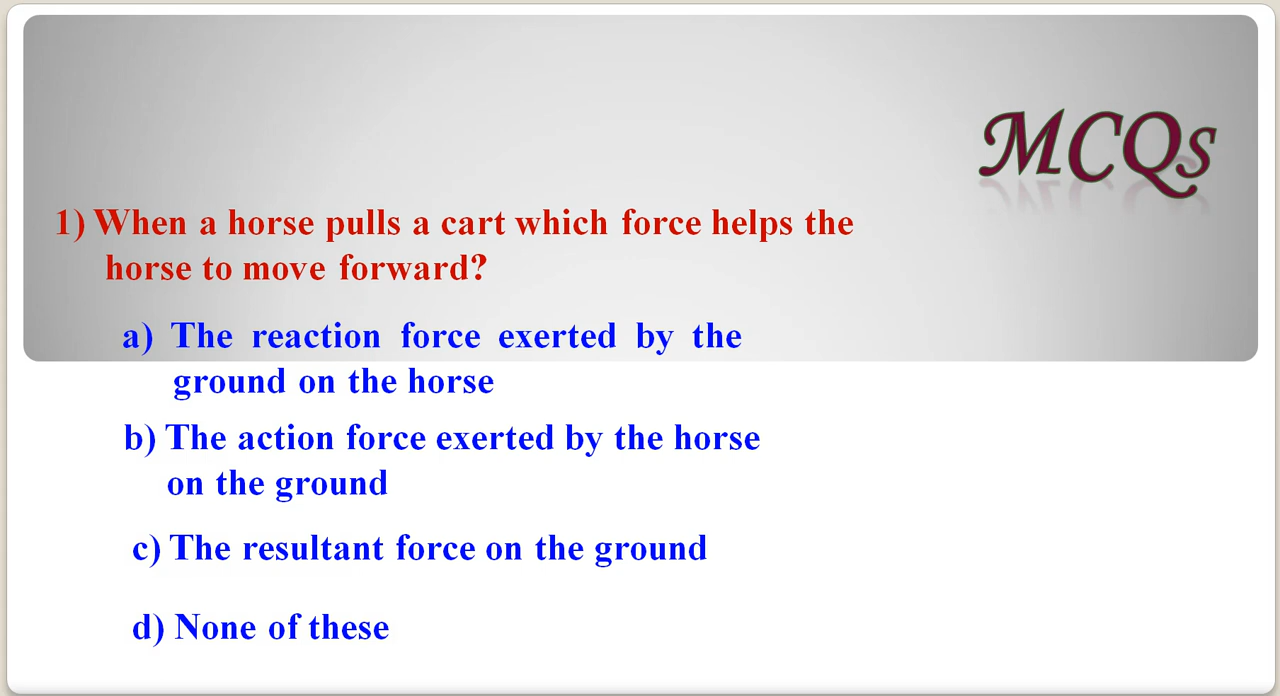 MCQs
1) When a horse pulls a cart which force helps the
horse to move forward?
a) The reaction force exerted by the
ground on the horse
b) The action force exerted by the horse
on the ground
c) The resultant force on the ground
d) None of these